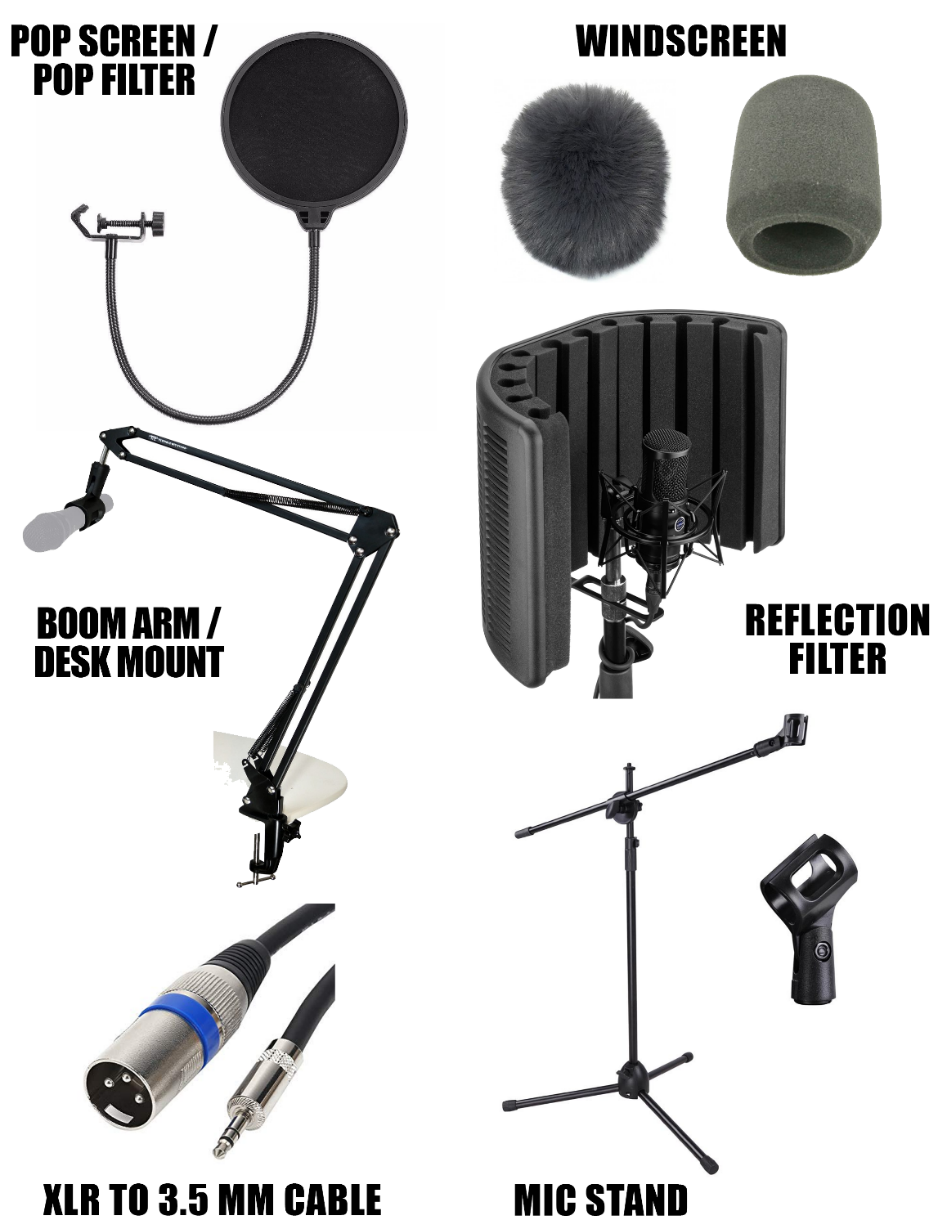 POP SCREEN /
POP FILTER
WINDSCREEN
BOOM ARM /
DESK MOUNT
REFLECTION
FILTER
XLR TO 3.5 MM CABLE
MIC STAND